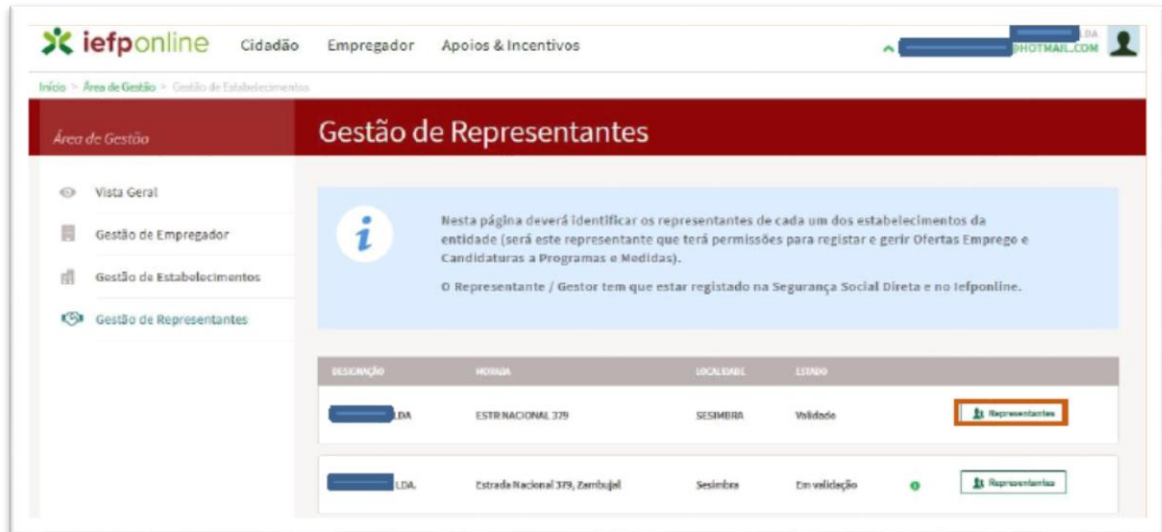 iefponline Cidadão Empregador Apoios & Incentivos
LDA
@HOTMAIL.COM
Início > Área de Gestão > Gestão de Estabelecimentos
Área de Gestão
Gestão de Representantes
Vista Geral
Gestão de Empregador
Gestão de Estabelecimentos
Gestão de Representantes
Nesta página deverá identificar os representantes de cada um dos estabelecimentos da
entidade (será este representante que terá permissões para registar e gerir Ofertas Emprego e
Candidaturas a Programas e Medidas).
O Representante / Gestor tem que estar registado na Segurança Social Direta e no Iefponline.
DESIGNAÇÃO MORADA LOCALIDADE ESTADO
LDA ESTR NACIONAL 379 SESIMBRA Validado Representantes
LDA. Estrada Nacional 379, Zambujal Sesimbra Em validação Representantes